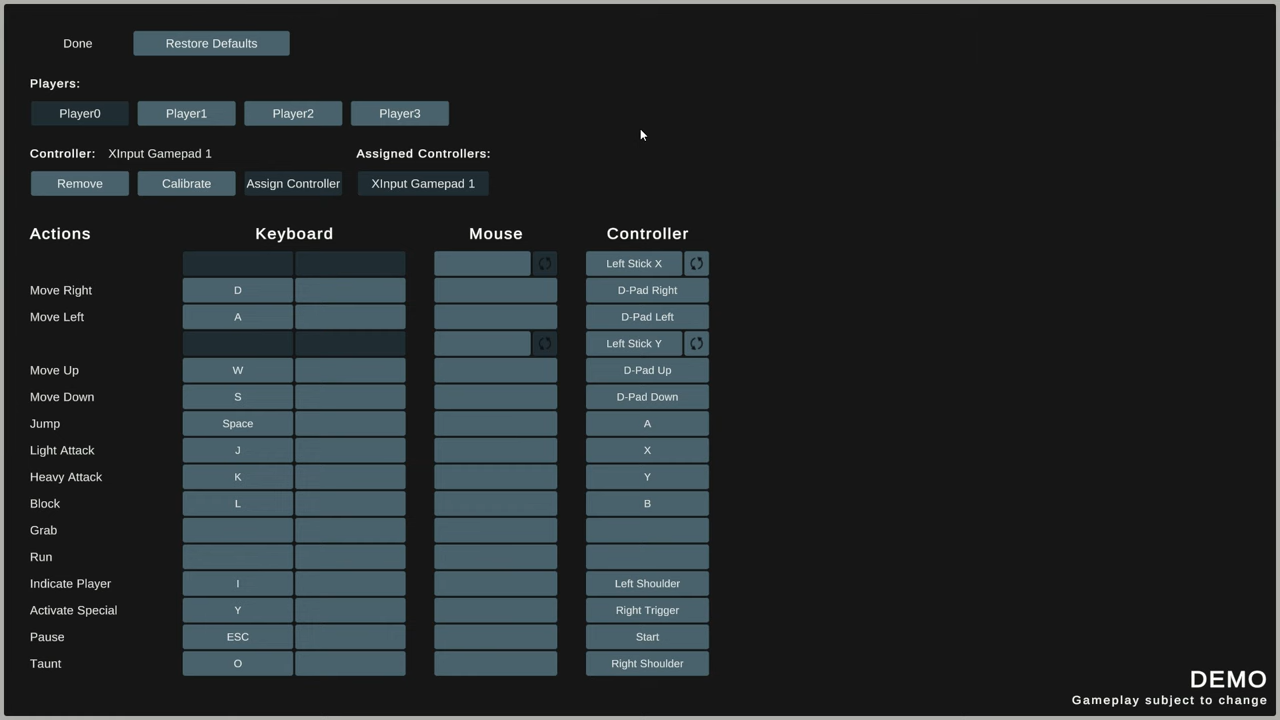 Done Restore Defaults
Players:
Player0 Player1 Player2 Player3
Controller: XInput Gamepad 1 Assigned Controllers:
Remove Calibrate Assign Controller XInput Gamepad 1
Actions Keyboard Mouse Controller
Left Stick X
Move Right D D-Pad Right
Move Left A D-Pad Left
Left Stick Y
Move Up W D-Pad Up
Move Down S D-Pad Down
Jump Space A
Light Attack J X
Heavy Attack K Y
Block L B
Grab
Run
Indicate Player I Left Shoulder
Activate Special Y Right Trigger
Pause ESC Start
Taunt O Right Shoulder
DEMO
Gameplay subject to change